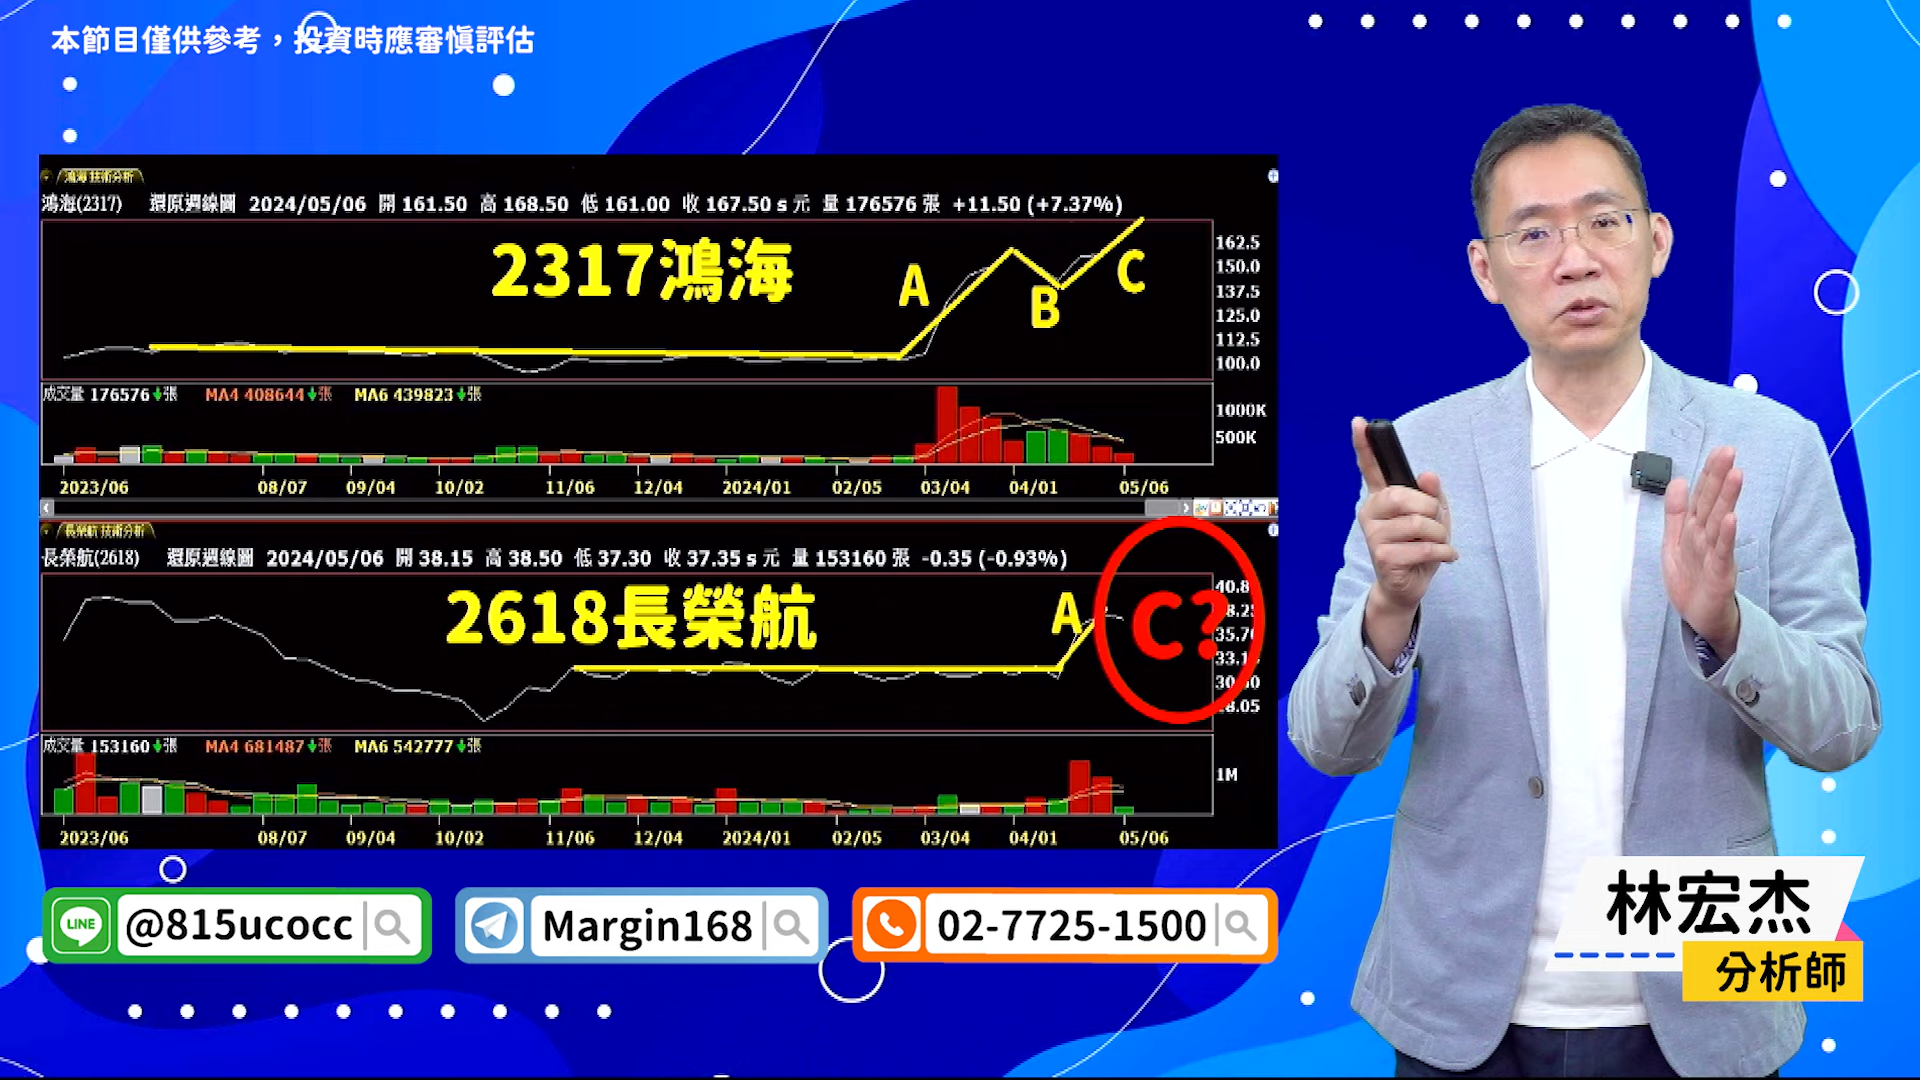 本節目僅供參考，投資時應審慎評估
鴻海 技術分析
鴻海(2317) 還原週線圖 2024/05/06 開 161.50 高 168.50 低 161.00 收 167.50 s 元 量 176576 張 +11.50 (+7.37%)
2317鴻海
A
B
C
162.5
150.0
137.5
125.0
112.5
100.0
成交量 176576↓張 MA4 408644↓張 MA6 439823↓張
1000K
500K
2023/06 08/07 09/04 10/02 11/06 12/04 2024/01 02/05 03/04 04/01 05/06
長榮航 技術分析
長榮航(2618) 還原週線圖 2024/05/06 開 38.15 高 38.50 低 37.30 收 37.35 s 元 量 153160 張 -0.35 (-0.93%)
2618長榮航
A
C?
成交量 153160↓張 MA4 681487↓張 MA6 542777↓張
1M
2023/06 08/07 09/04 10/02 11/06 12/04 2024/01 02/05 03/04 04/01 05/06
LINE @815ucocc
Margin168
02-7725-1500
林宏杰
分析師